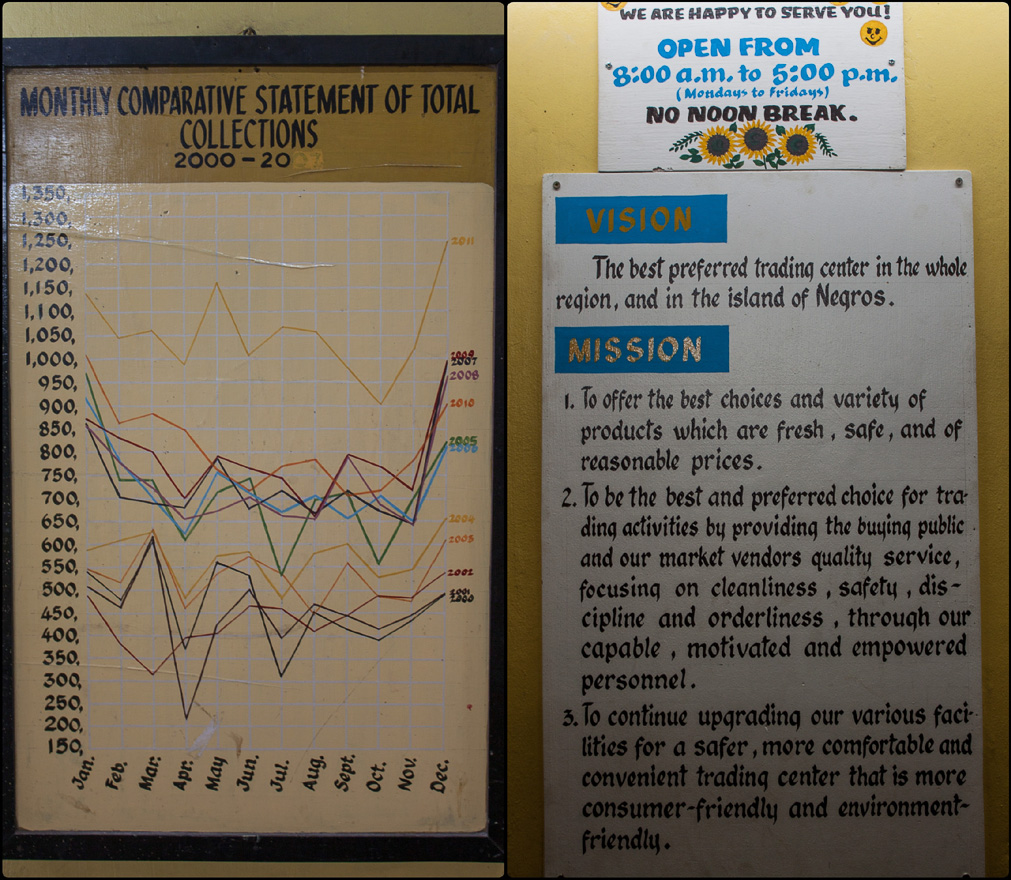 MONTHLY COMPARATIVE STATEMENT OF TOTAL
COLLECTIONS
2000 - 2007
1,350,
1,300,
1,250,
1,200,
1,150,
1,100,
1,050,
1,000,
950,
900,
850,
800,
750,
700,
650,
600,
550,
500,
450,
400,
350,
300,
250,
200,
150,
Jan. Feb. Mar. Apr. May Jun. Jul. Aug. Sept. Oct. Nov. Dec.
2011
2009
2007
2008
2010
2005
2006
2004
2003
2002
2001
2000
WE ARE HAPPY TO SERVE YOU!
OPEN FROM
8:00 a.m. to 5:00 p.m.
(Mondays to Fridays)
NO NOON BREAK.
VISION
The best preferred trading center in the whole
region, and in the island of Negros.
MISSION
1. To offer the best choices and variety of
products which are fresh, safe, and of
reasonable prices.
2. To be the best and preferred choice for tra-
ding activities by providing the buying public
and our market vendors quality service,
focusing on cleanliness, safety, dis-
cipline and orderliness, through our
capable, motivated and empowered
personnel.
3. To continue upgrading our various faci-
lities for a safer, more comfortable and
convenient trading center that is more
consumer-friendly and environment-
friendly.